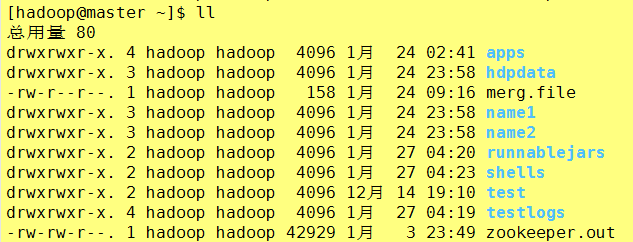 [hadoop@master ~]$ ll
总用量 80
drwxrwxr-x. 4 hadoop hadoop  4096 1月  24 02:41 apps
drwxrwxr-x. 3 hadoop hadoop  4096 1月  24 23:58 hdpdata
-rw-r--r--. 1 hadoop hadoop   158 1月  24 09:16 merg.file
drwxrwxr-x. 3 hadoop hadoop  4096 1月  24 23:58 name1
drwxrwxr-x. 3 hadoop hadoop  4096 1月  24 23:58 name2
drwxrwxr-x. 2 hadoop hadoop  4096 1月  27 04:20 runnablejars
drwxrwxr-x. 2 hadoop hadoop  4096 1月  27 04:23 shells
drwxrwxr-x. 2 hadoop hadoop  4096 12月 14 19:10 test
drwxrwxr-x. 4 hadoop hadoop  4096 1月  27 04:19 testlogs
-rw-rw-r--. 1 hadoop hadoop 42929 1月   3 23:49 zookeeper.out